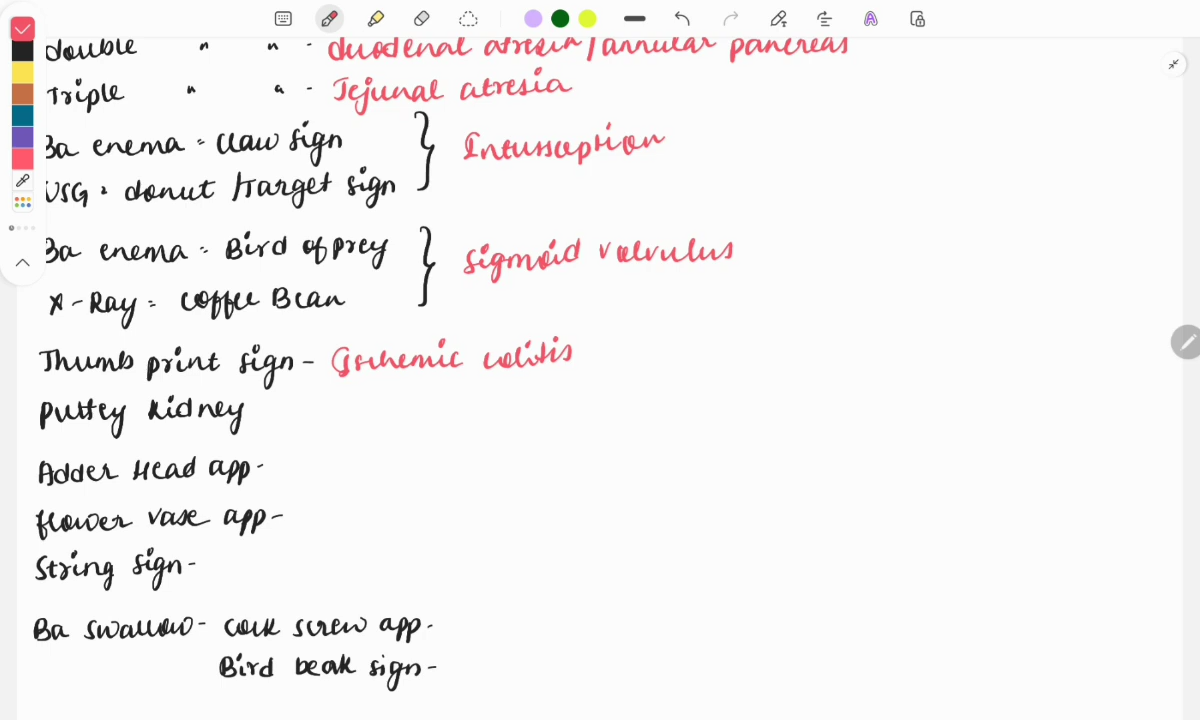 double " " - duodenal atresia/annular pancreas
Triple " " - Jejunal atresia
Ba enema - claw sign
USG - donut /target sign
} Intussception
Ba enema - Bird of prey
X-Ray - coffee Bean
} sigmoid volvulus
Thumb print sign - Ischemic colitis
Puttey kidney
Adder Head app -
flower vase app -
String sign -
Ba swallow - cork screw app -
Bird beak sign -